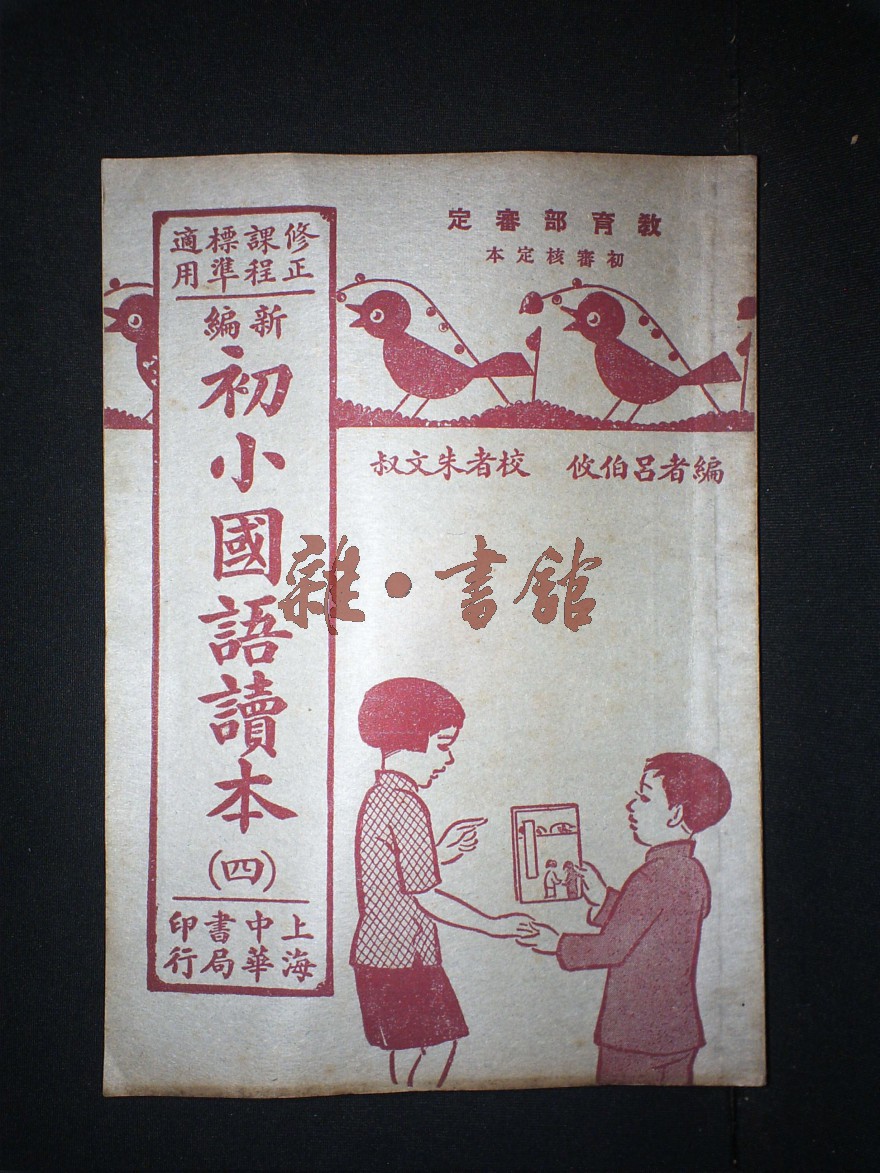 教育部審定
初審核定本
編者呂伯攸 校者朱文叔
修正課程標準適用
新編
初小國語讀本
(四)
上海中華書局印行
雜·書館